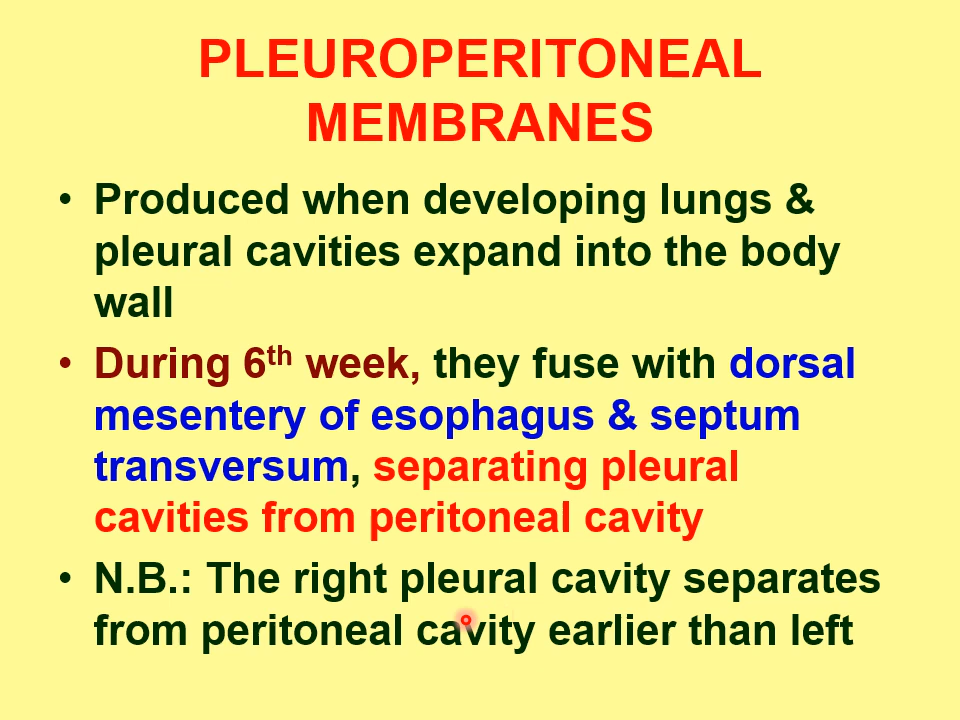 PLEUROPERITONEAL
MEMBRANES
• Produced when developing lungs &
pleural cavities expand into the body
wall
• During 6th week, they fuse with dorsal
mesentery of esophagus & septum
transversum, separating pleural
cavities from peritoneal cavity
• N.B.: The right pleural cavity separates
from peritoneal cavity earlier than left